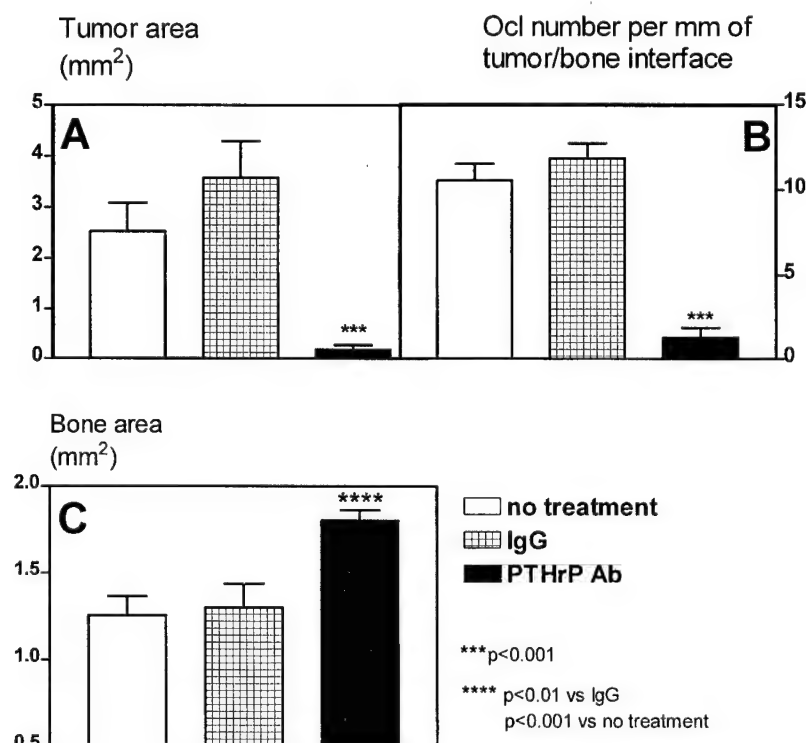 Tumor area
(mm²)
Ocl number per mm of
tumor/bone interface
5
4
3
2
1
0
A
***
B
***
15
10
5
0
Bone area
(mm²)
2.0
1.5
1.0
0.5
C
****
no treatment
IgG
PTHrP Ab
***p<0.001
**** p<0.01 vs IgG
p<0.001 vs no treatment